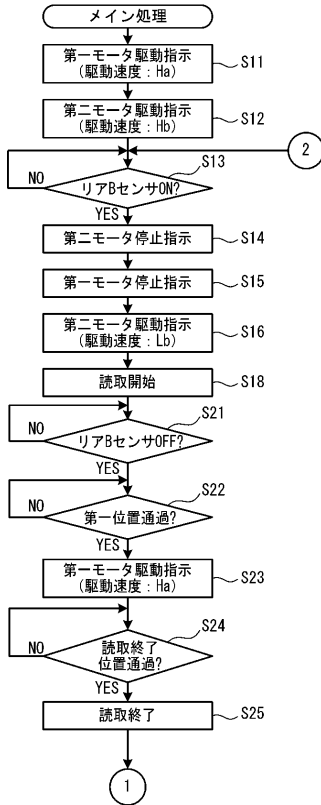 メイン処理
第一モータ駆動指示
(駆動速度:Ha)
S11
第二モータ駆動指示
(駆動速度:Hb)
S12
2
S13
NO
リアBセンサON?
YES
第二モータ停止指示
S14
第一モータ停止指示
S15
第二モータ駆動指示
(駆動速度:Lb)
S16
読取開始
S18
S21
NO
リアBセンサOFF?
YES
S22
NO
第一位置通過?
YES
第一モータ駆動指示
(駆動速度:Ha)
S23
S24
NO
読取終了
位置通過?
YES
読取終了
S25
1